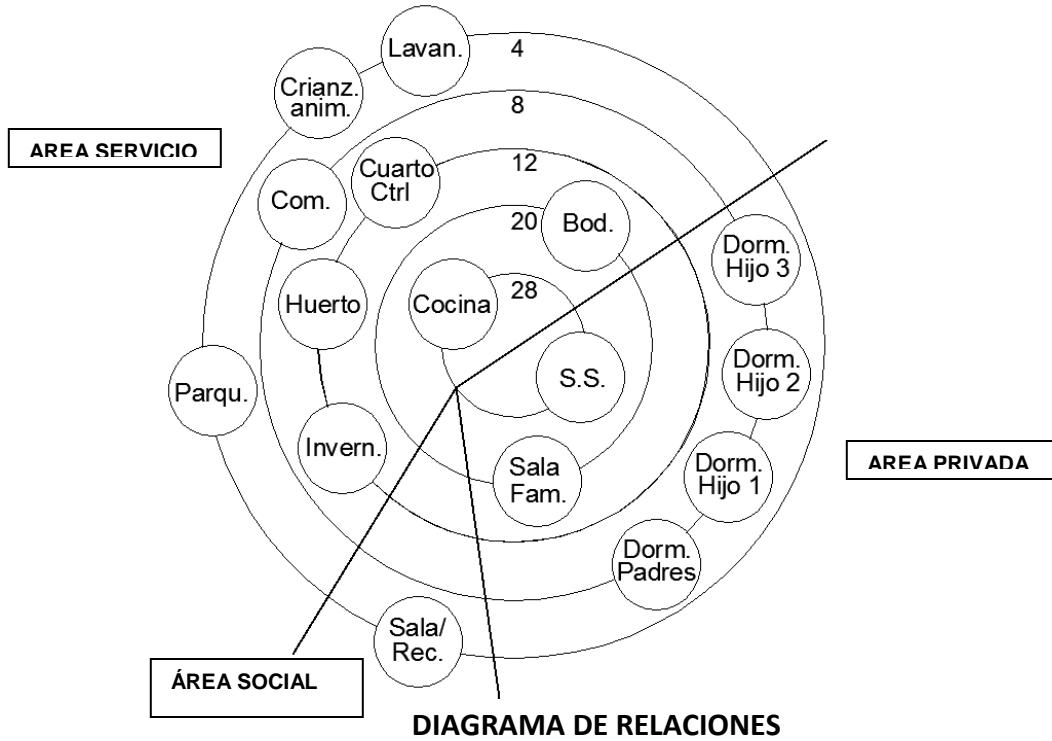 Lavan.
4
Crianz.
anim.
8
AREA SERVICIO
Cuarto
Ctrl
12
Com.
20
Bod.
Dorm.
Hijo 3
Huerto
Cocina
28
Dorm.
Hijo 2
S.S.
Parqu.
Invern.
Sala
Fam.
Dorm.
Hijo 1
AREA PRIVADA
Dorm.
Padres
Sala/
Rec.
ÁREA SOCIAL
DIAGRAMA DE RELACIONES